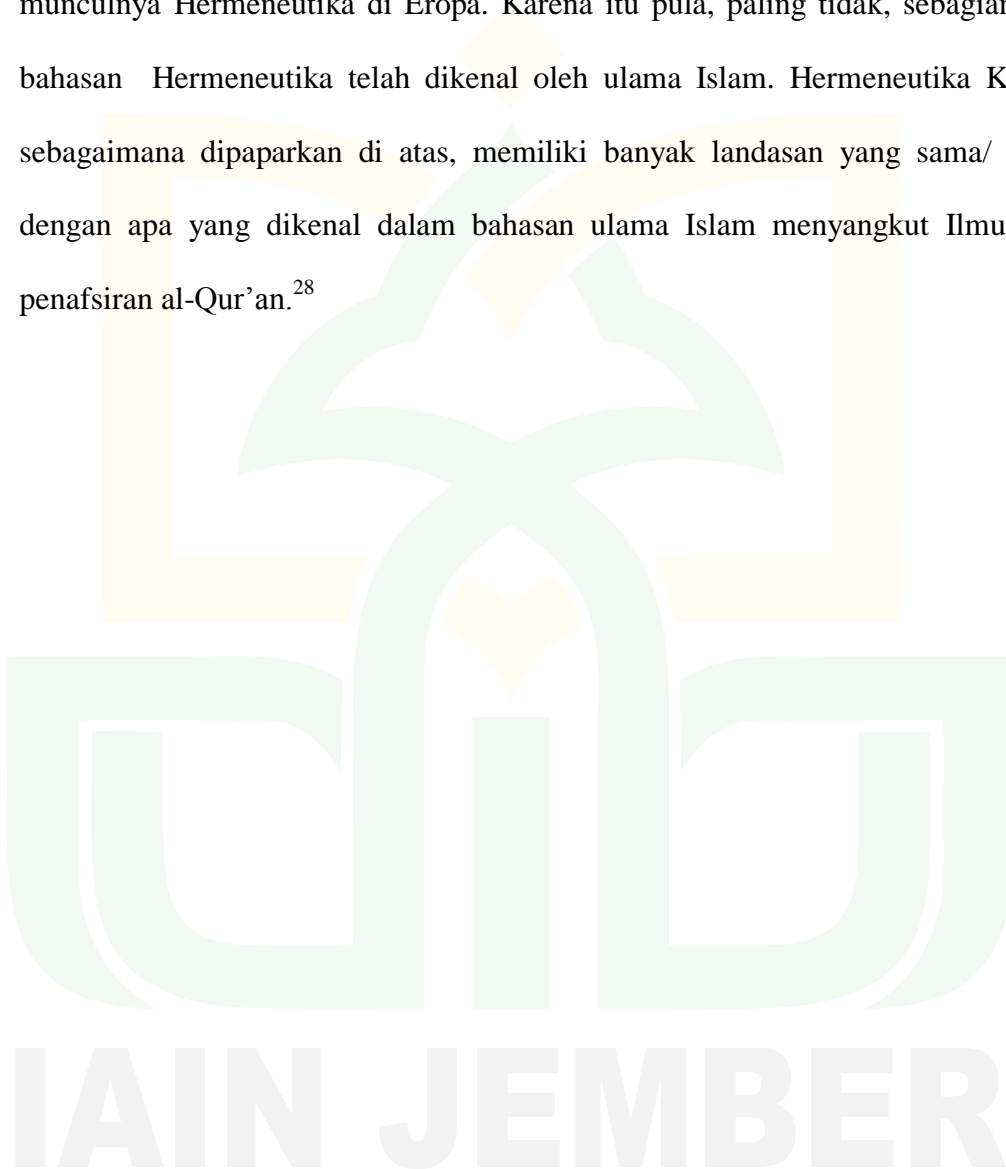 munculnya Hermeneutika di Eropa. Karena itu pula, paling tidak, sebagian
bahasan Hermeneutika telah dikenal oleh ulama Islam. Hermeneutika
sebagaimana dipaparkan di atas, memiliki banyak landasan yang sama/
dengan apa yang dikenal dalam bahasan ulama Islam menyangkut Ilmu
penafsiran al-Qur’an.28
IAIN JEMBER